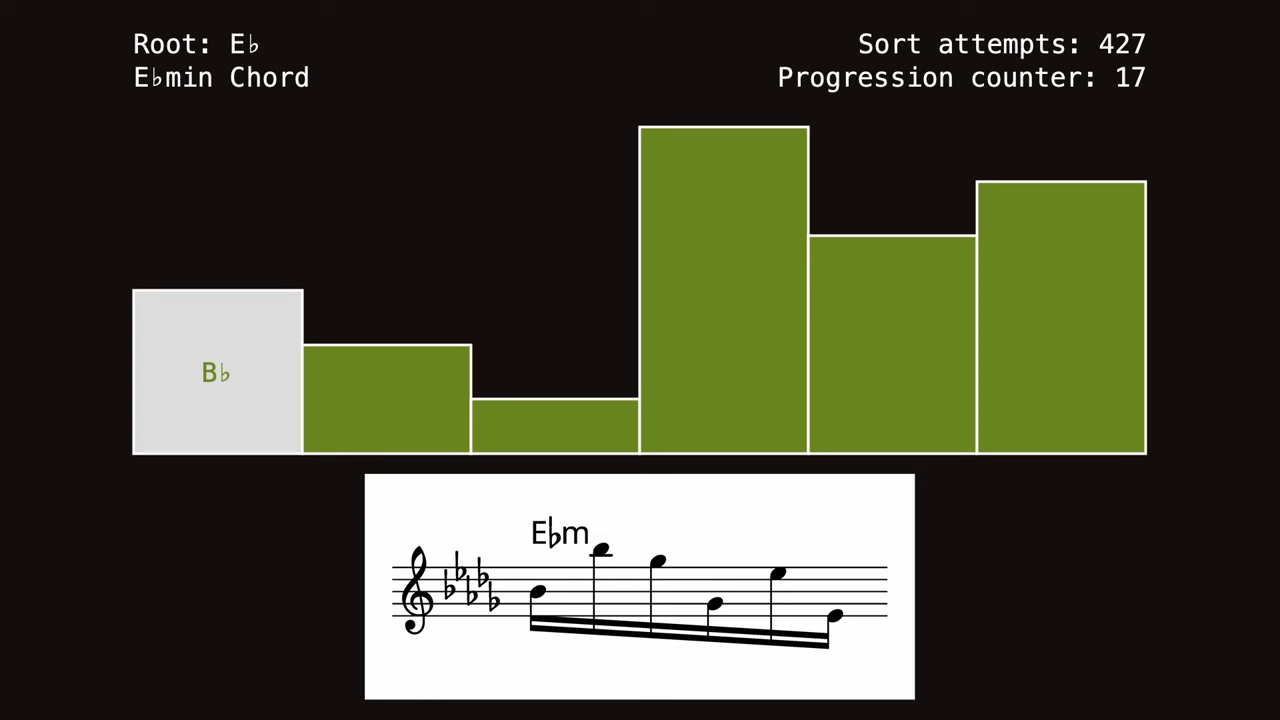 Root: E♭
E♭min Chord
Sort attempts: 427
Progression counter: 17
B♭
E♭m